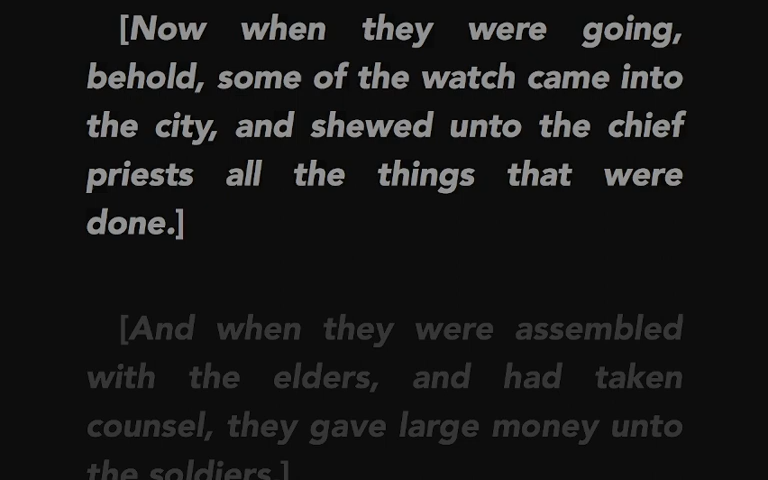 [Now when they were going,
behold, some of the watch came into
the city, and shewed unto the chief
priests all the things that were
done.]
[And when they were assembled
with the elders, and had taken
counsel, they gave large money unto
the soldiers.]